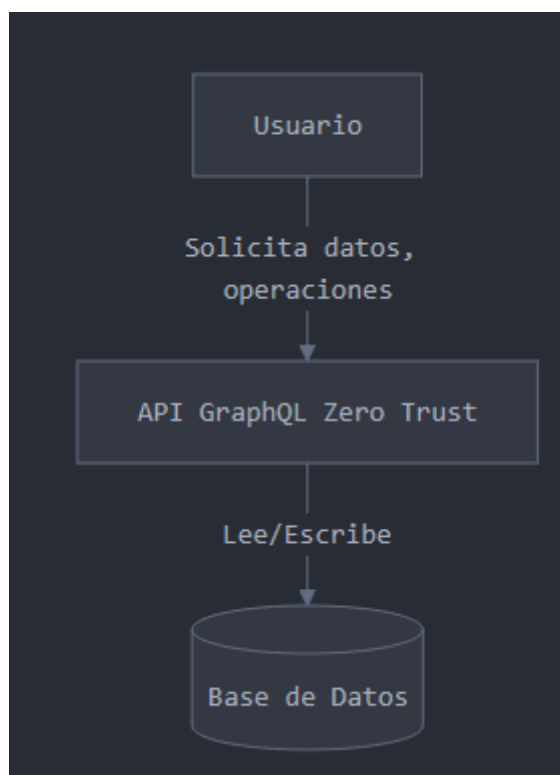 Usuario
Solicita datos,
operaciones
API GraphQL Zero Trust
Lee/Escribe
Base de Datos